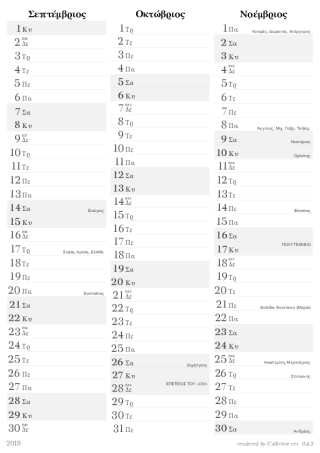 Σεπτέμβριος
1 Κυ
2 Δε
3 Τρ
4 Τε
5 Πε
6 Πα
7 Σα
8 Κυ
9 Δε
10 Τρ
11 Τε
12 Πε
13 Πα
14 Σα Σταύρος
15 Κυ
16 Δε
17 Τρ Σοφία, Αγάπη, Ελπίδα
18 Τε
19 Πε
20 Πα Ευστάθιος
21 Σα
22 Κυ
23 Δε
24 Τρ
25 Τε
26 Πε
27 Πα
28 Σα
29 Κυ
30 Δε
Οκτώβριος
1 Τρ
2 Τε
3 Πε
4 Πα
5 Σα
6 Κυ
7 Δε
8 Τρ
9 Τε
10 Πε
11 Πα
12 Σα
13 Κυ
14 Δε
15 Τρ
16 Τε
17 Πε
18 Πα
19 Σα
20 Κυ
21 Δε
22 Τρ
23 Τε
24 Πε
25 Πα
26 Σα Δημήτριος
27 Κυ
28 Δε ΕΠΕΤΕΙΟΣ ΤΟΥ «ΟΧΙ»
29 Τρ
30 Τε
31 Πε
Νοέμβριος
1 Πα Κοσμάς, Δαμιανός, Ανάργυρος
2 Σα
3 Κυ
4 Δε
5 Τρ
6 Τε
7 Πε
8 Πα
9 Σα Νεκτάριος
10 Κυ Ορέστης
11 Δε
12 Τρ
13 Τε
14 Πε Φίλιππος
15 Πα
16 Σα
17 Κυ ΠΟΛΥΤΕΧΝΕΙΟ
18 Δε
19 Τρ
20 Τε
21 Πε Εισόδια Θεοτόκου (Μαρία)
22 Πα
23 Σα
24 Κυ
25 Δε Αικατερίνη, Μερκούριος
26 Τρ Στυλιανός
27 Τε
28 Πε
29 Πα
30 Σα Ανδρέας
2019
rendered by Calirhoe ver. 0.4.3